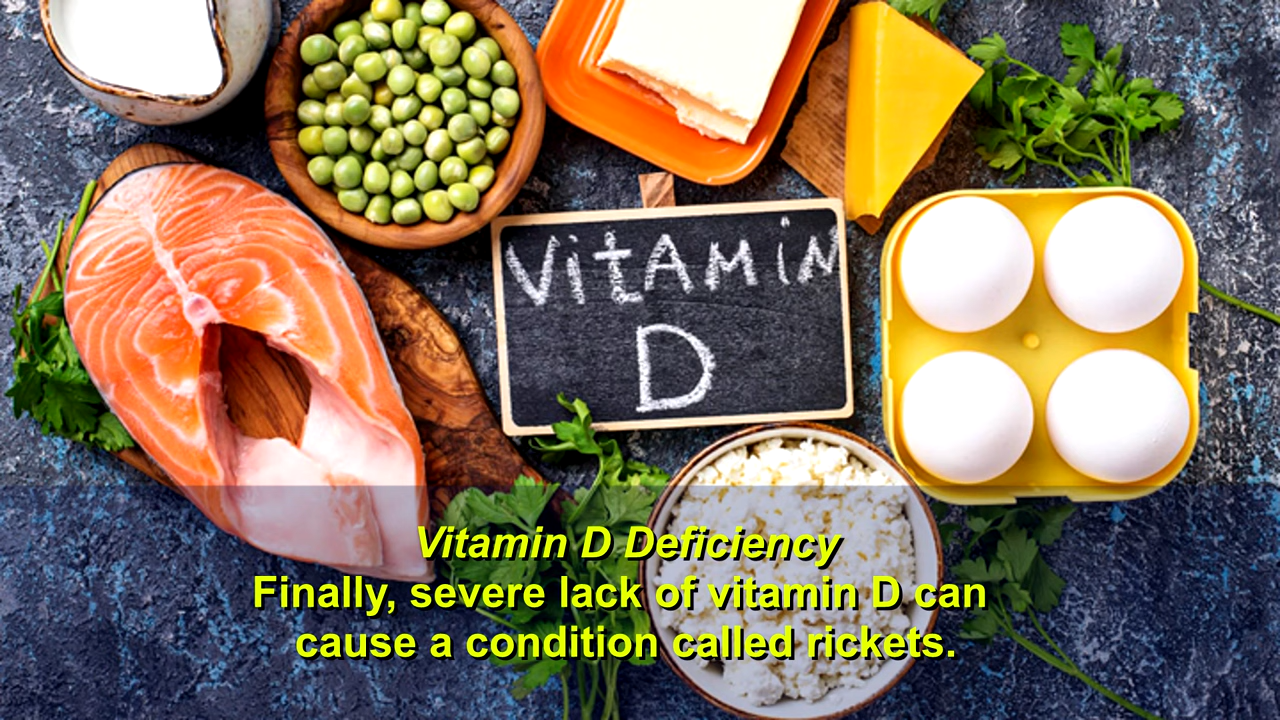 VitAMiN
D
Vitamin D Deficiency
Finally, severe lack of vitamin D can
cause a condition called rickets.